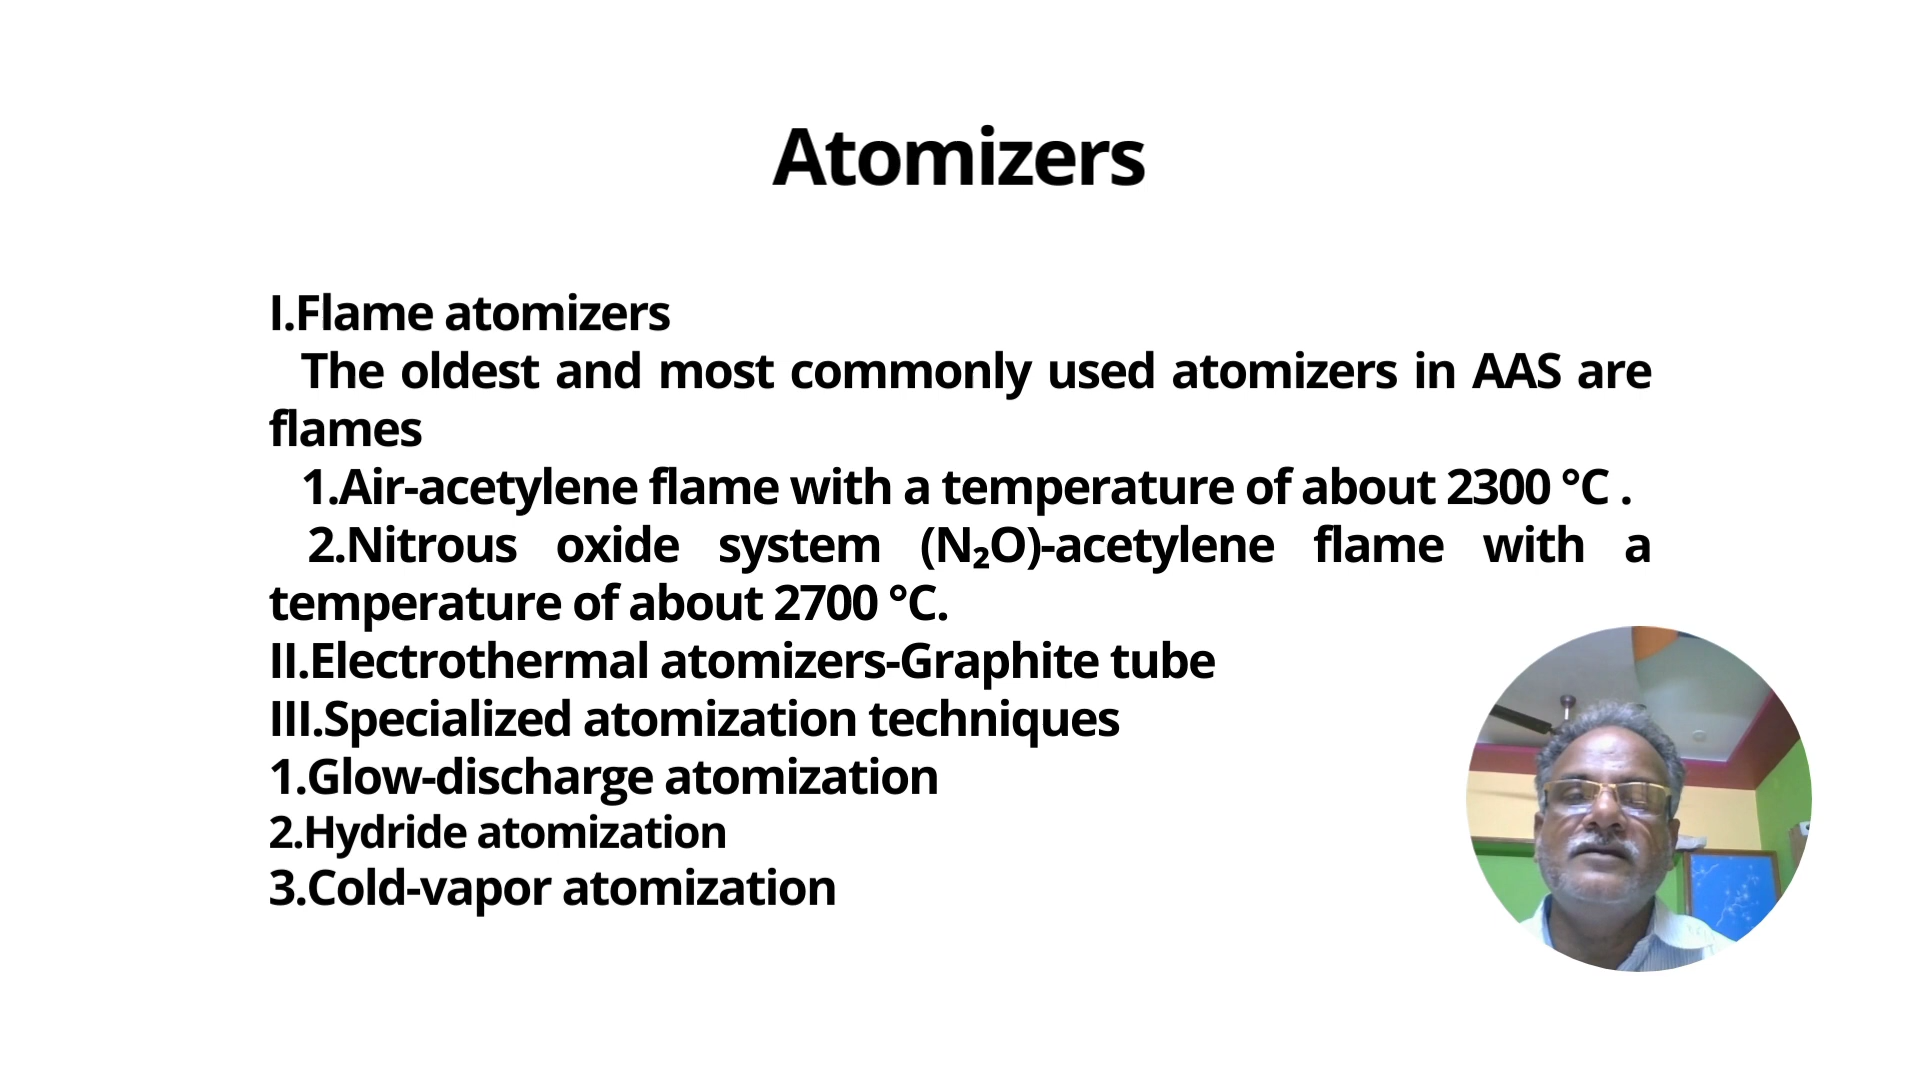 Atomizers
I.Flame atomizers
The oldest and most commonly used atomizers in AAS are
flames
1.Air-acetylene flame with a temperature of about 2300 °C .
2.Nitrous oxide system (N₂O)-acetylene flame with a
temperature of about 2700 °C.
II.Electrothermal atomizers-Graphite tube
III.Specialized atomization techniques
1.Glow-discharge atomization
2.Hydride atomization
3.Cold-vapor atomization